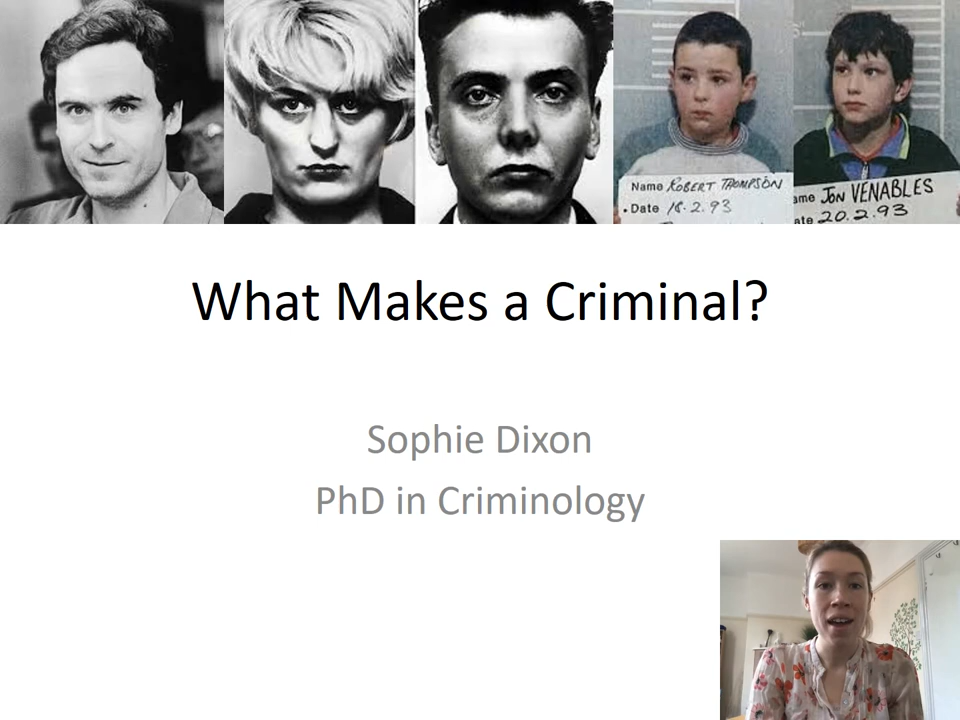 Name ROBERT THOMPSON
Date 18.2.93
ame JON VENABLES
ate 20.2.93
What Makes a Criminal?
Sophie Dixon
PhD in Criminology